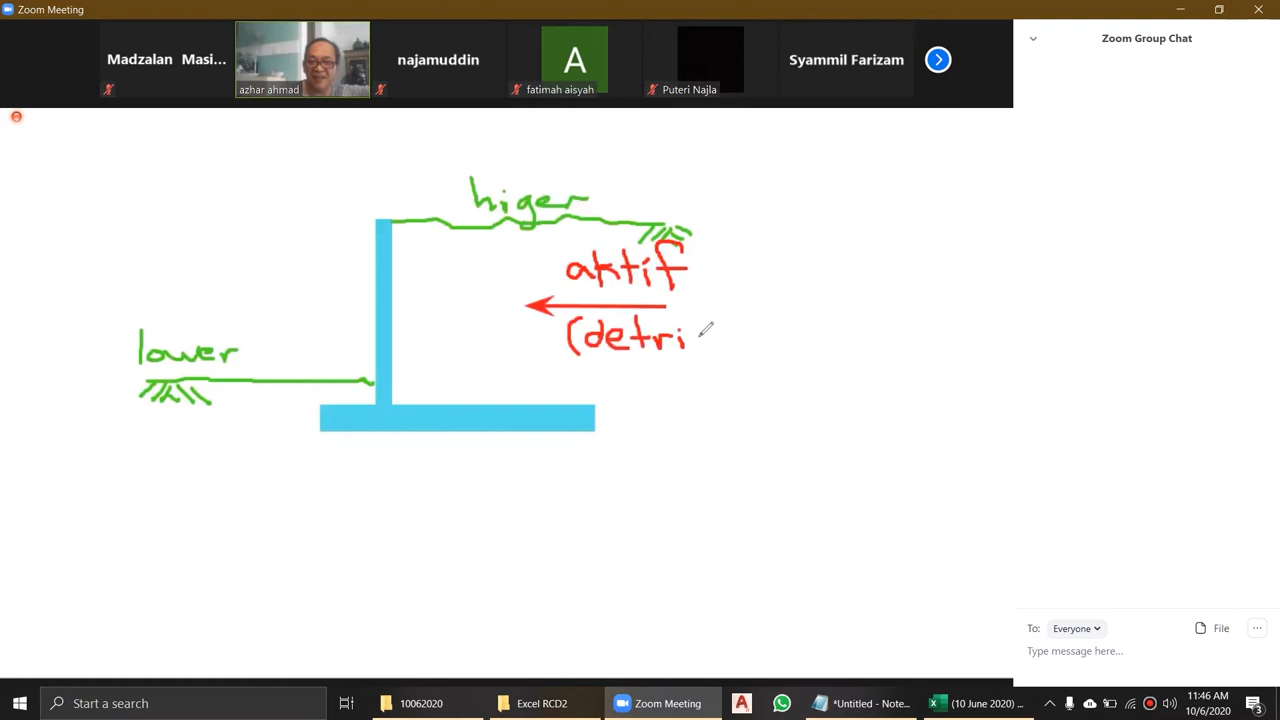 Zoom Meeting
Madzalan Masi...
azhar ahmad
najamuddin
A
fatimah aisyah
Puteri Najla
Syammil Farizam
Zoom Group Chat
higer
aktif
(detri
lower
To: Everyone
File
Type message here...
Start a search
10062020
Excel RCD2
Zoom Meeting
*Untitled - Note...
(10 June 2020) ...
11:46 AM
10/6/2020
3